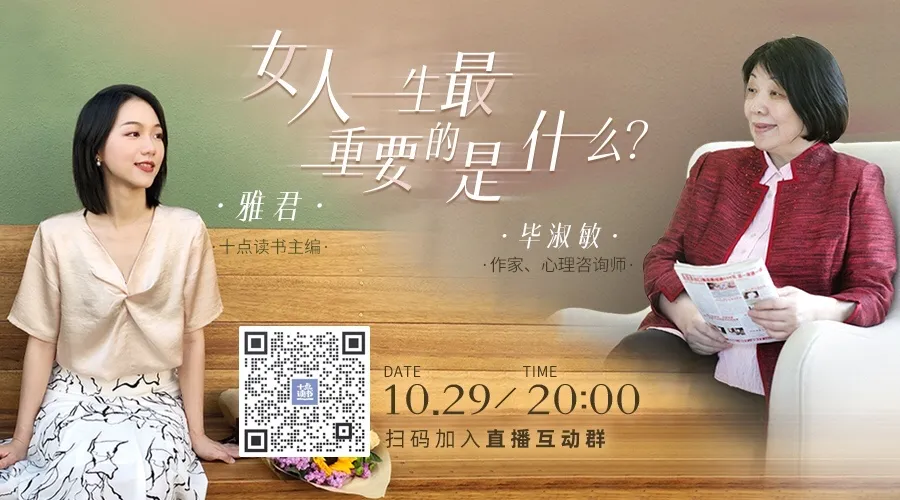 女人一生最
重要的是什么？
·雅君·
·十点读书主编·
·毕淑敏·
·作家、心理咨询师·
DATE TIME
10.29/20:00
扫码加入直播互动群